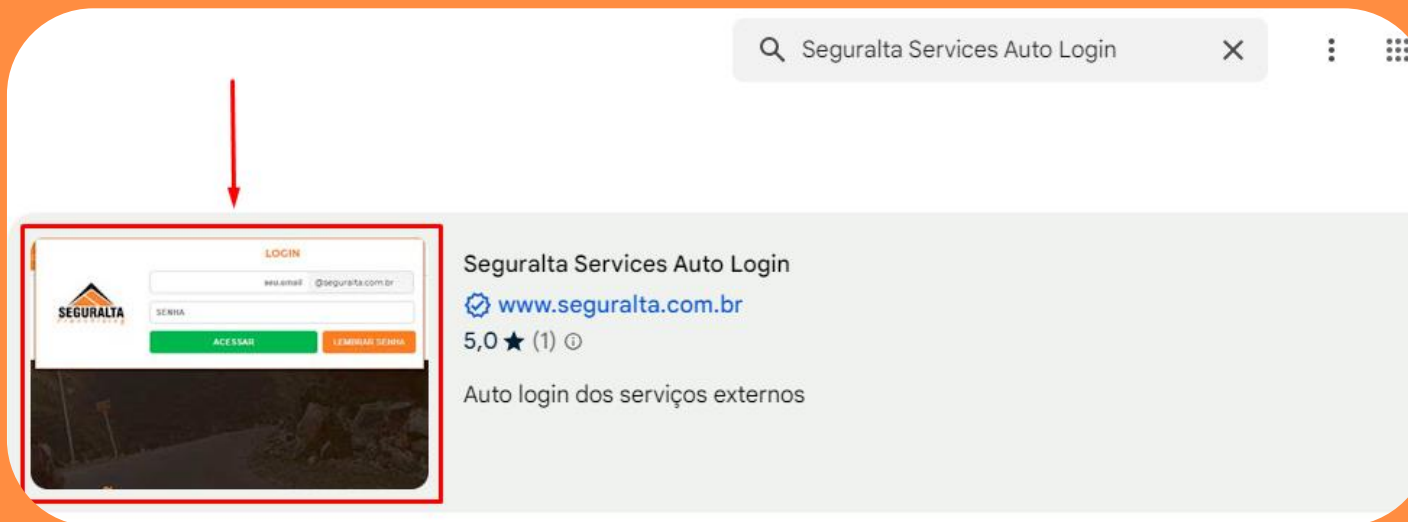 Seguralta Services Auto Login
LOGIN
seu.email @seguralta.com.br
SEGURALTA
Franchising
SENHA
ACESSAR LEMBRAR SENHA
Seguralta Services Auto Login
www.seguralta.com.br
5,0 ★ (1)
Auto login dos serviços externos